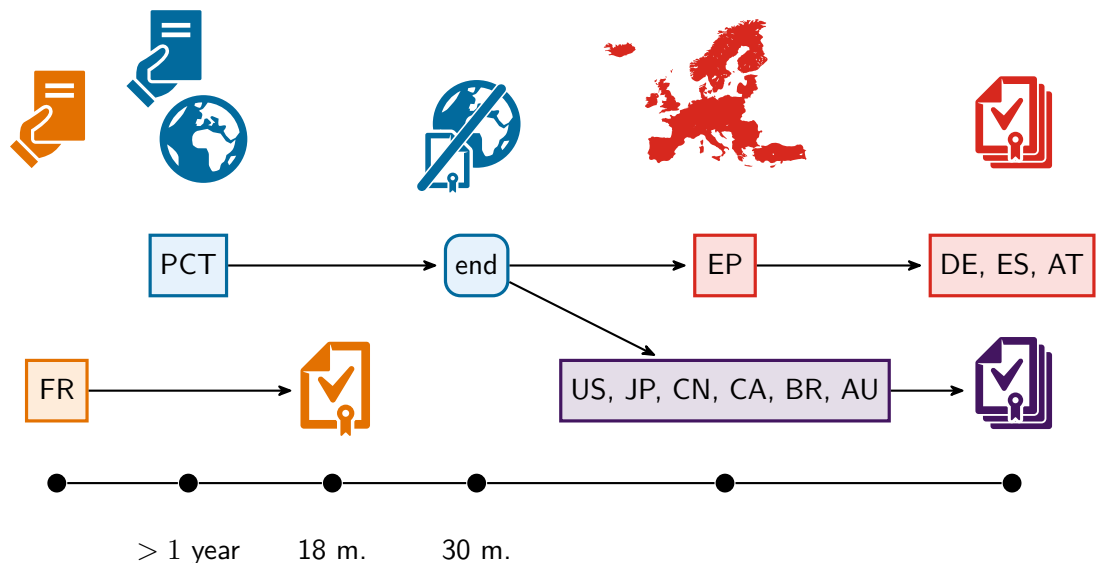 PCT
end
EP
DE, ES, AT
FR
US, JP, CN, CA, BR, AU
> 1 year
18 m.
30 m.